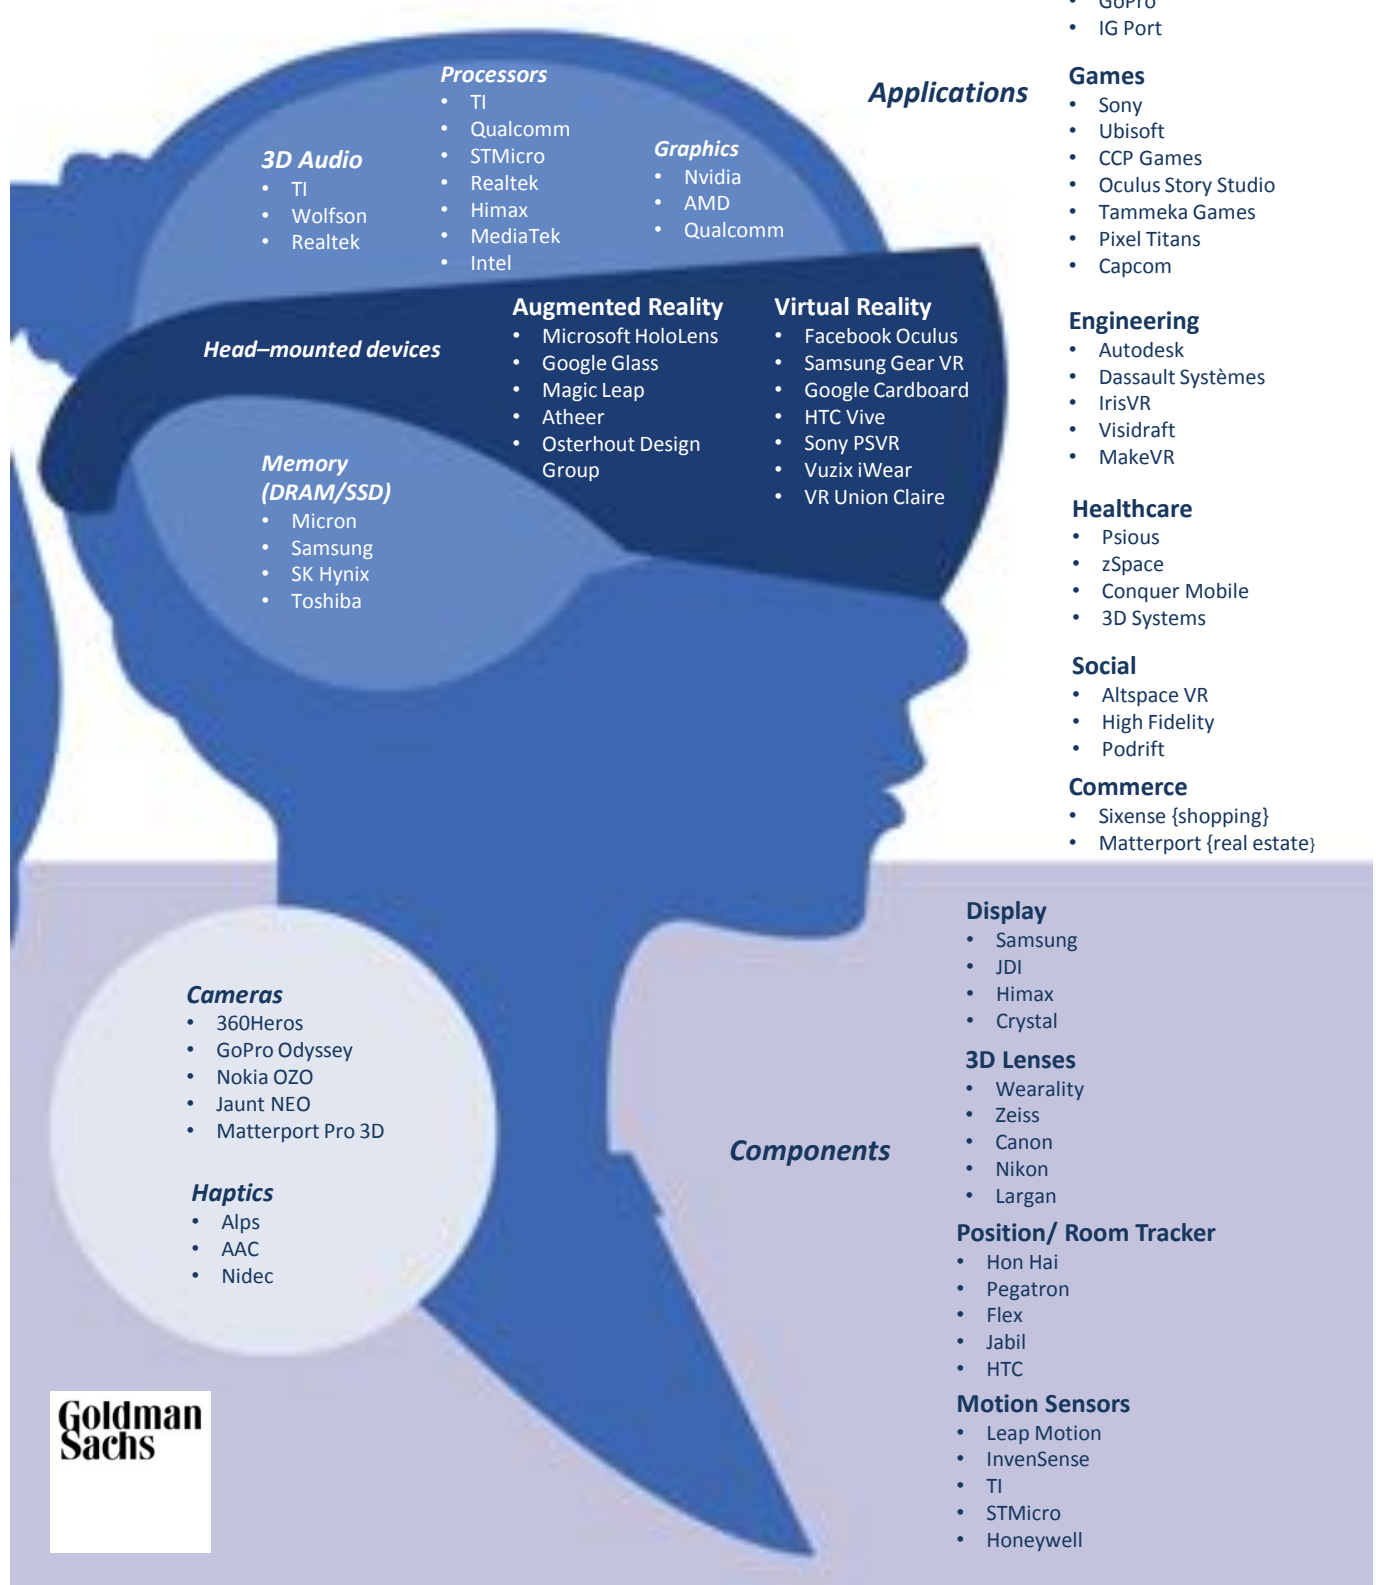 • GoPro
• IG Port
Applications
Games
• Sony
• Ubisoft
• CCP Games
• Oculus Story Studio
• Tammeka Games
• Pixel Titans
• Capcom
Engineering
• Autodesk
• Dassault Systèmes
• IrisVR
• Visidraft
• MakeVR
Healthcare
• Psious
• zSpace
• Conquer Mobile
• 3D Systems
Social
• Altspace VR
• High Fidelity
• Podrift
Commerce
• Sixense {shopping}
• Matterport {real estate}
Processors
• TI
• Qualcomm
• STMicro
• Realtek
• Himax
• MediaTek
• Intel
3D Audio
• TI
• Wolfson
• Realtek
Graphics
• Nvidia
• AMD
• Qualcomm
Head–mounted devices
Augmented Reality
• Microsoft HoloLens
• Google Glass
• Magic Leap
• Atheer
• Osterhout Design
Group
Virtual Reality
• Facebook Oculus
• Samsung Gear VR
• Google Cardboard
• HTC Vive
• Sony PSVR
• Vuzix iWear
• VR Union Claire
Memory
(DRAM/SSD)
• Micron
• Samsung
• SK Hynix
• Toshiba
Cameras
• 360Heros
• GoPro Odyssey
• Nokia OZO
• Jaunt NEO
• Matterport Pro 3D
Haptics
• Alps
• AAC
• Nidec
Components
Display
• Samsung
• JDI
• Himax
• Crystal
3D Lenses
• Wearality
• Zeiss
• Canon
• Nikon
• Largan
Position/ Room Tracker
• Hon Hai
• Pegatron
• Flex
• Jabil
• HTC
Motion Sensors
• Leap Motion
• InvenSense
• TI
• STMicro
• Honeywell
Goldman
Sachs